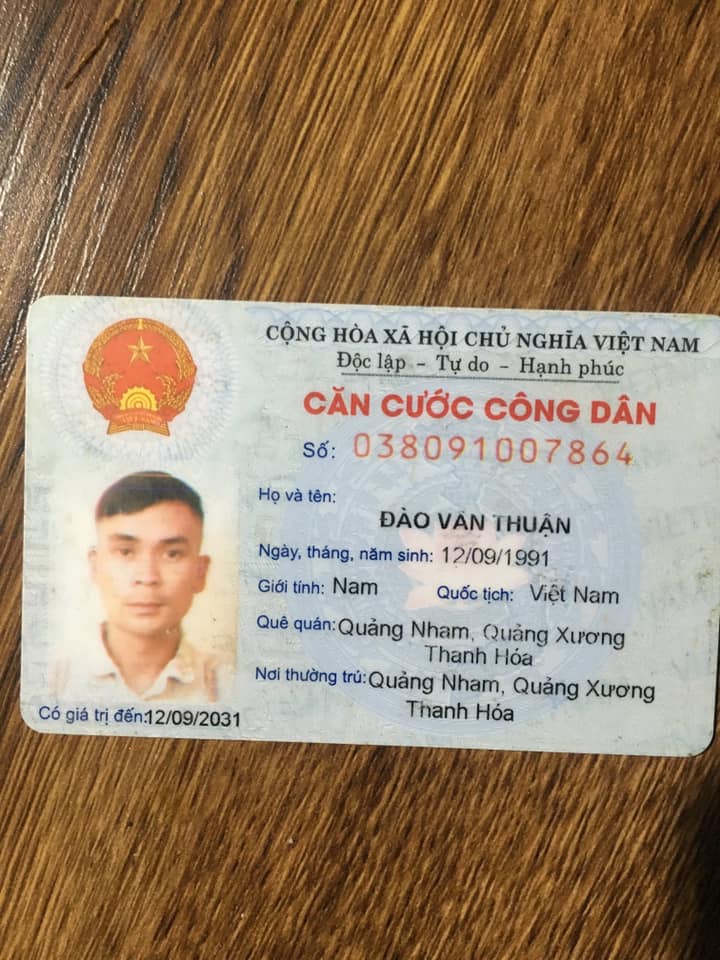 CỘNG HÒA XÃ HỘI CHỦ NGHĨA VIỆT NAM
Độc lập - Tự do - Hạnh phúc
CĂN CƯỚC CÔNG DÂN
Số: 038091007864
Họ và tên:
ĐÀO VĂN THUẬN
Ngày, tháng, năm sinh: 12/09/1991
Giới tính: Nam Quốc tịch: Việt Nam
Quê quán: Quảng Nham, Quảng Xương
Thanh Hóa
Nơi thường trú: Quảng Nham, Quảng Xương
Thanh Hóa
Có giá trị đến: 12/09/2031